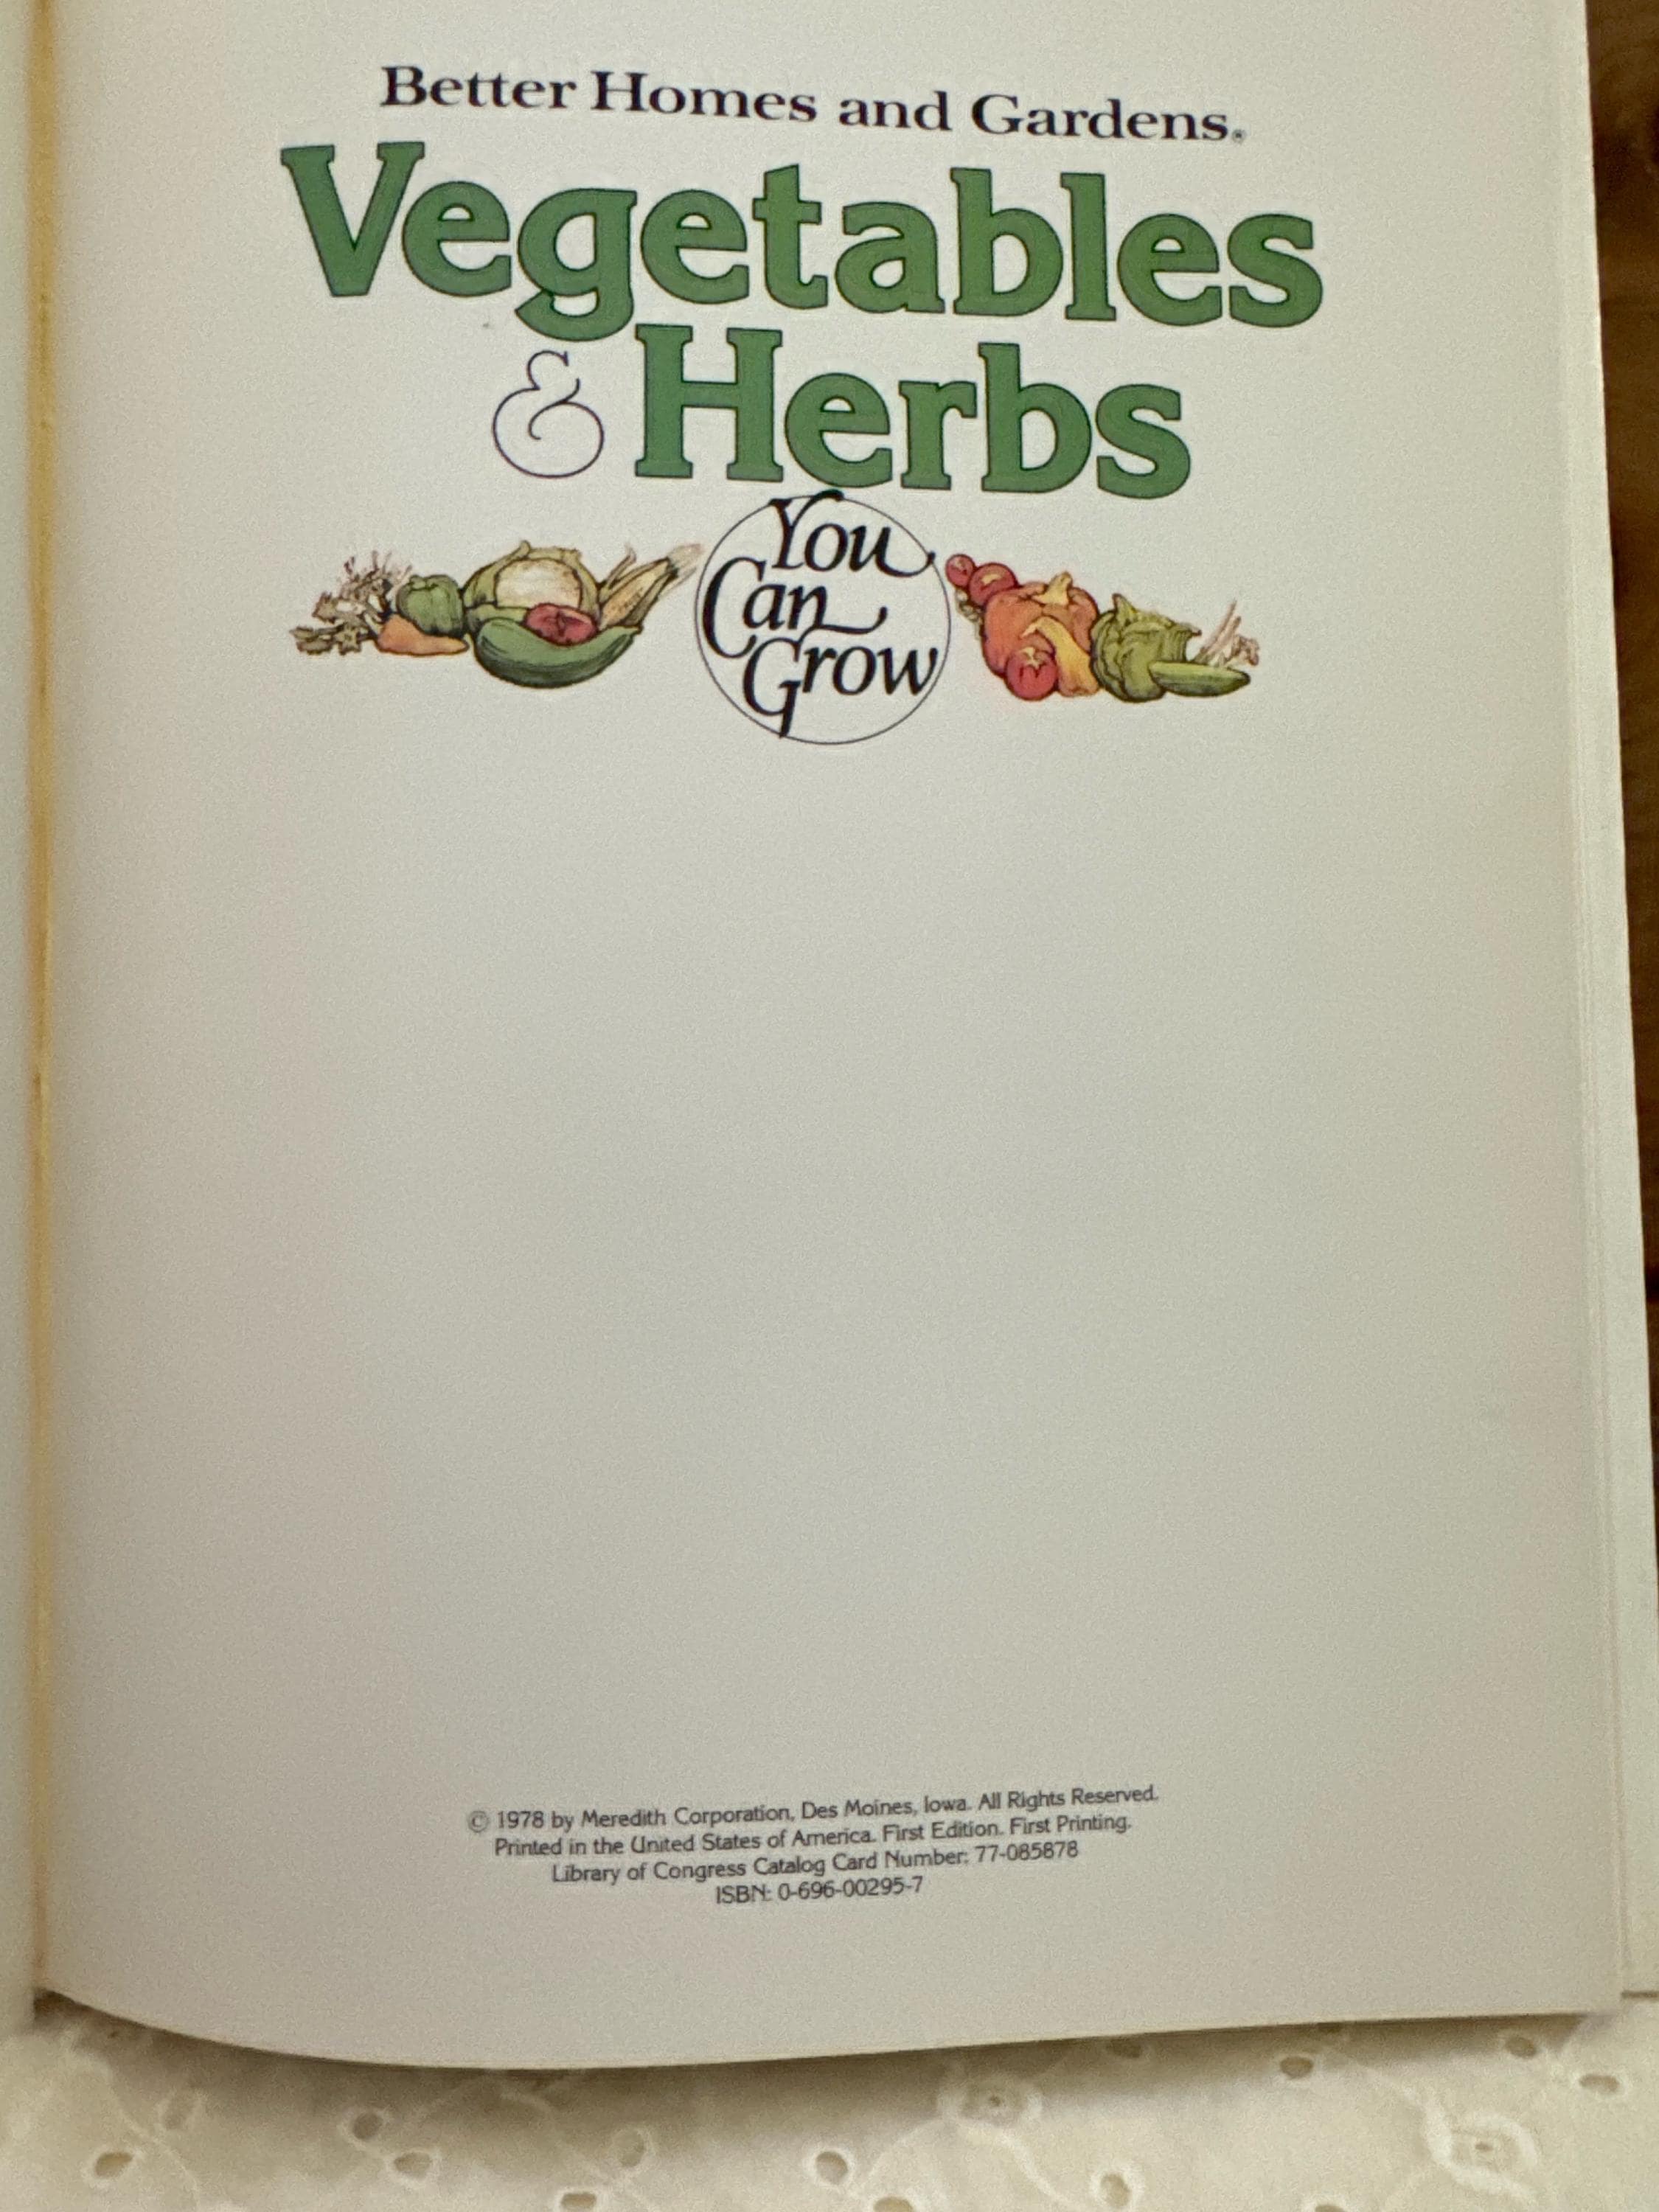 Better Homes and Gardens®
Vegetables
& Herbs
You
Can
Grow
© 1978 by Meredith Corporation, Des Moines, Iowa. All Rights Reserved.
Printed in the United States of America. First Edition. First Printing.
Library of Congress Catalog Card Number: 77-085878
ISBN: 0-696-00295-7